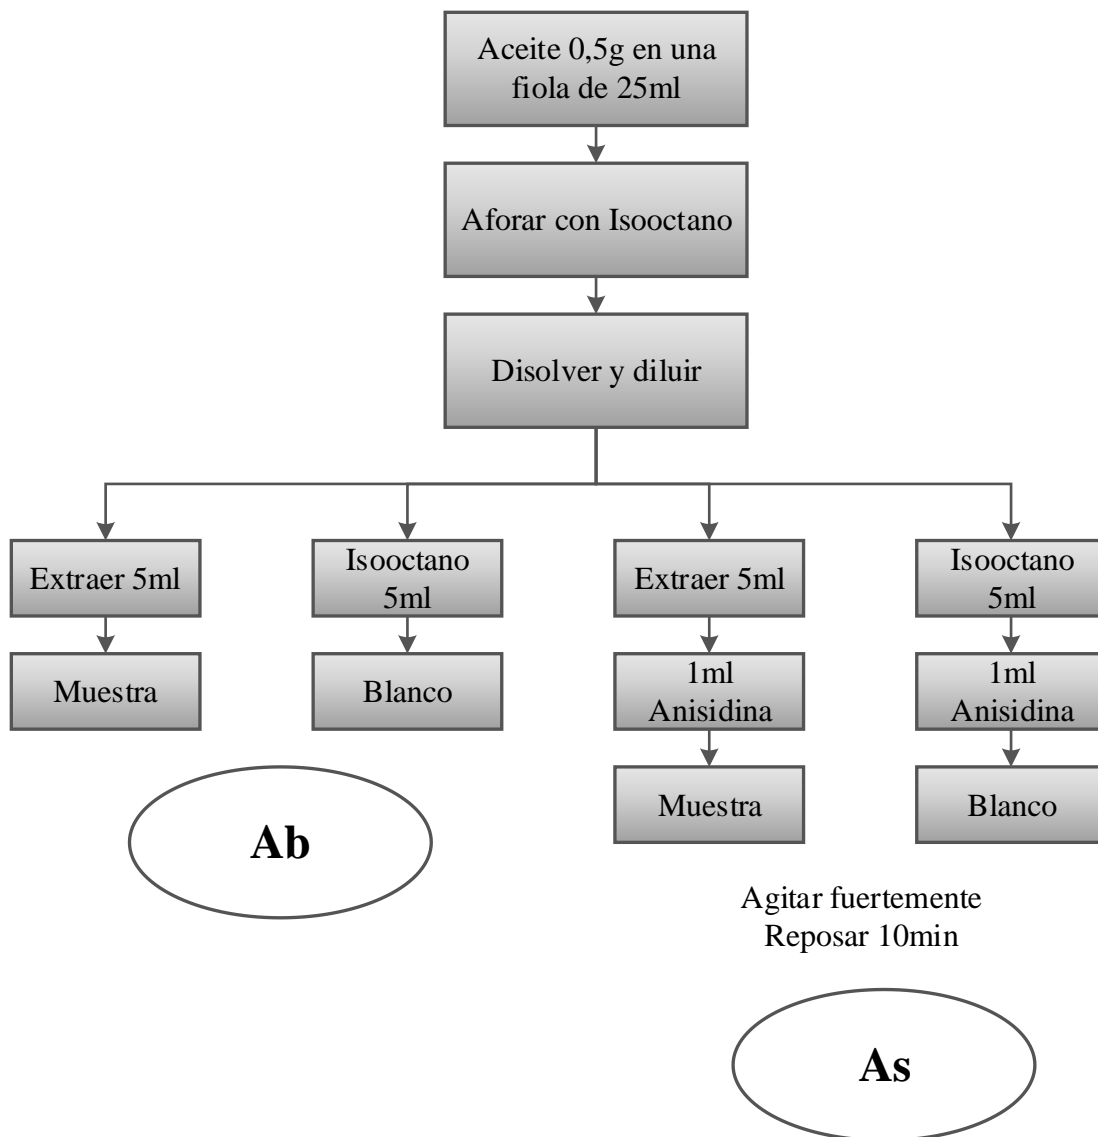 Aceite 0,5g en una
fiola de 25ml
Aforar con Isooctano
Disolver y diluir
Extraer 5ml
Isooctano
5ml
Extraer 5ml
Isooctano
5ml
Muestra
Blanco
1ml
Anisidina
1ml
Anisidina
Muestra
Blanco
Ab
Agitar fuertemente
Reposar 10min
As